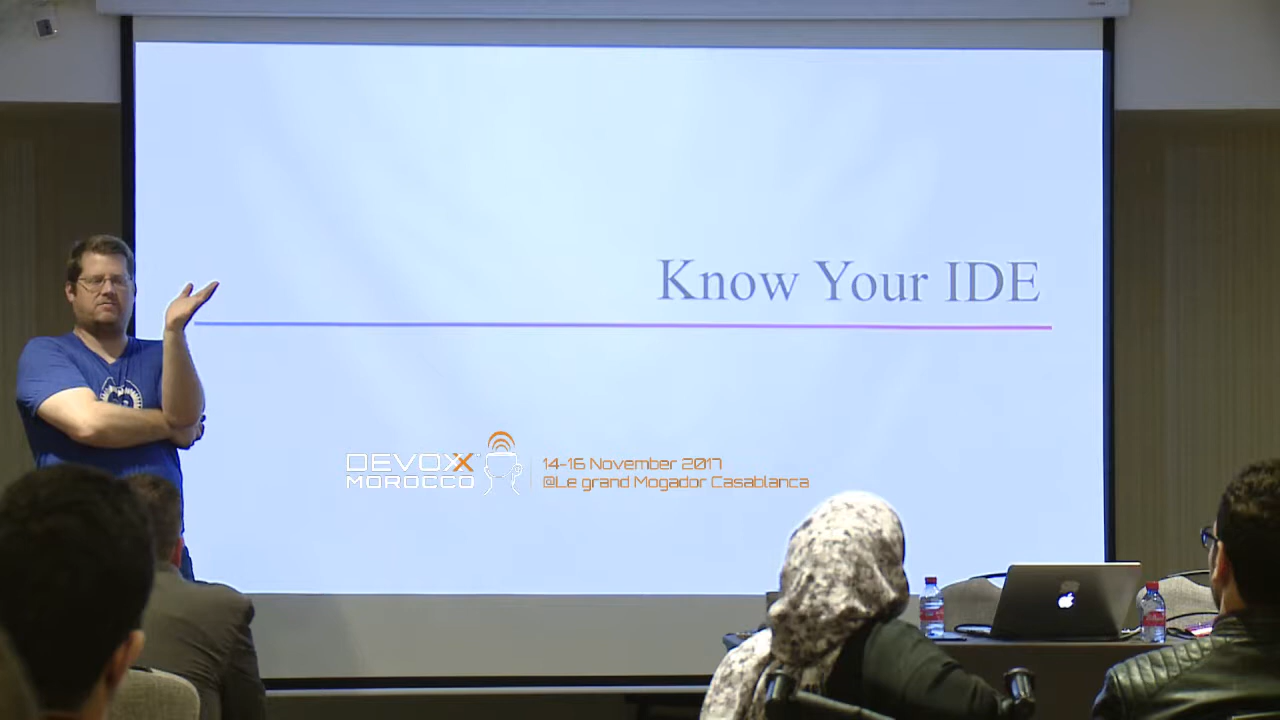 Know Your IDE
DEVOXX
MOROCCO
14-16 November 2017
@Le grand Mogador Casablanca